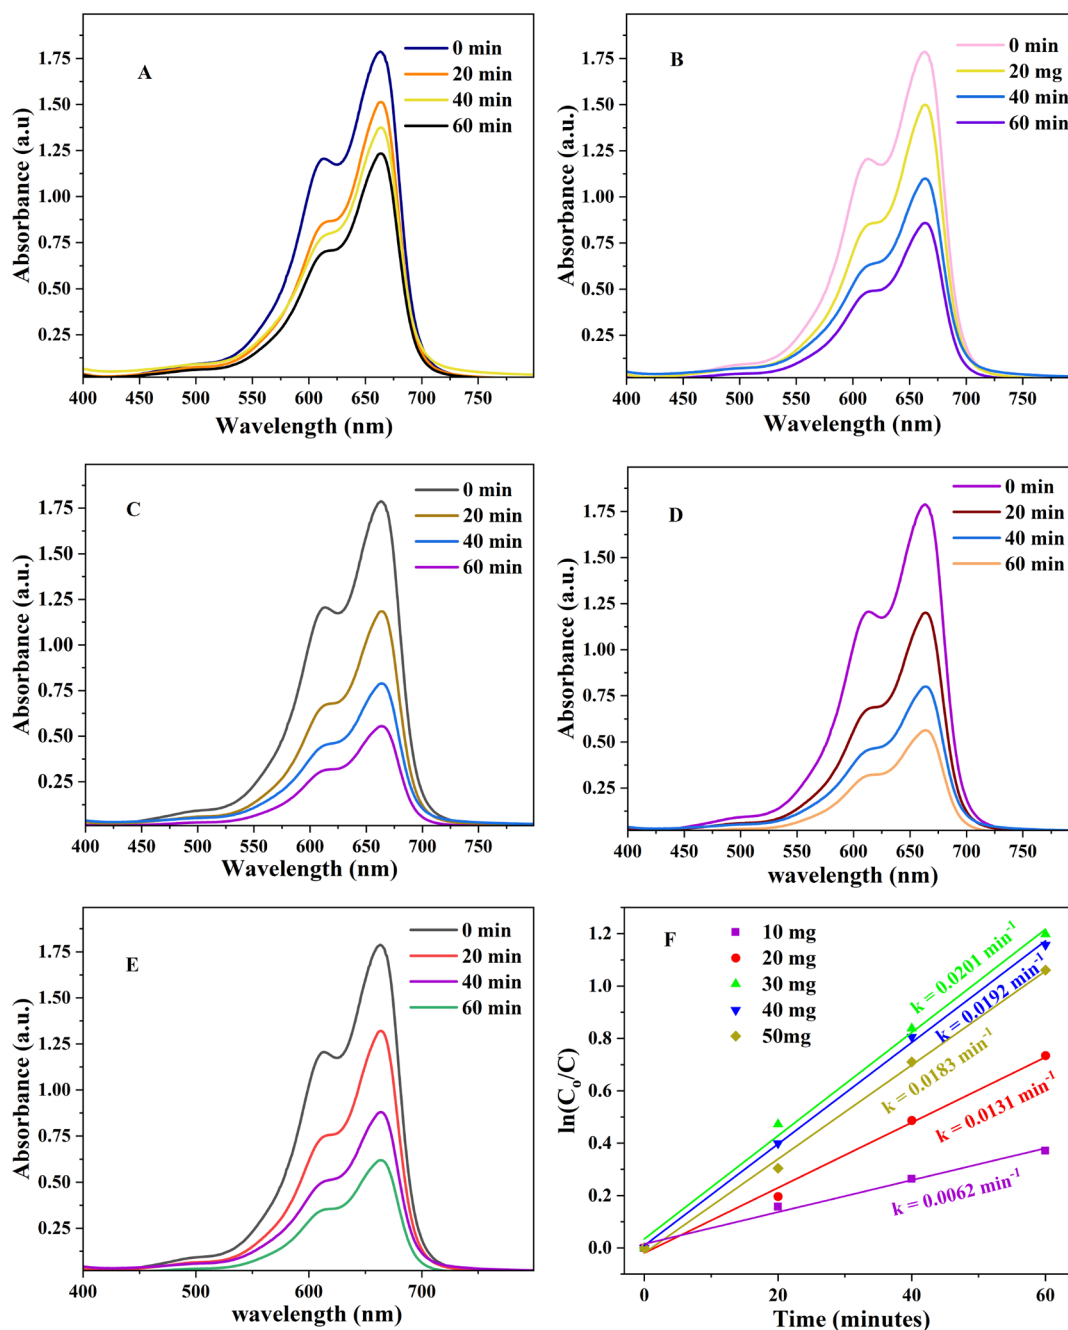 A
0 min
20 min
40 min
60 min
Absorbance (a.u)
1.75
1.50
1.25
1.00
0.75
0.50
0.25
400 450 500 550 600 650 700 750
Wavelength (nm)
B
0 min
20 mg
40 min
60 min
Absorbance (a.u.)
1.75
1.50
1.25
1.00
0.75
0.50
0.25
400 450 500 550 600 650 700 750
Wavelength (nm)
C
0 min
20 min
40 min
60 min
Absorbance (a.u.)
1.75
1.50
1.25
1.00
0.75
0.50
0.25
400 450 500 550 600 650 700 750
Wavelength (nm)
D
0 min
20 min
40 min
60 min
Absorbance (a.u.)
1.75
1.50
1.25
1.00
0.75
0.50
0.25
400 450 500 550 600 650 700 750
wavelength (nm)
E
0 min
20 min
40 min
60 min
Absorbance (a.u.)
1.75
1.50
1.25
1.00
0.75
0.50
0.25
400 450 500 550 600 650 700
wavelength (nm)
F
10 mg
20 mg
30 mg
40 mg
50mg
k = 0.0201 min⁻¹
k = 0.0192 min⁻¹
k = 0.0183 min⁻¹
k = 0.0131 min⁻¹
k = 0.0062 min⁻¹
ln(Cₒ/C)
1.2
1.0
0.8
0.6
0.4
0.2
0.0
0 20 40 60
Time (minutes)